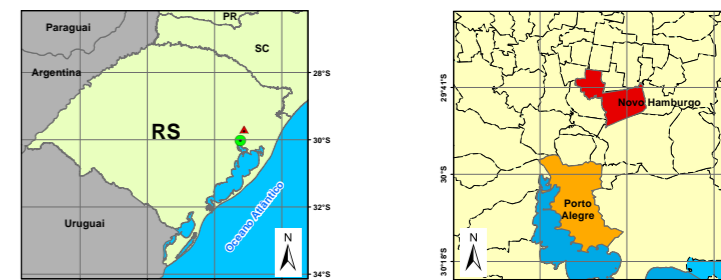 Paraguai
PR
SC
Argentina
28°S
RS
30°S
Uruguai
Oceano Atlântico
32°S
N
34°S
29°41'S
Novo Hamburgo
30°S
Porto
Alegre
N
30°18'S